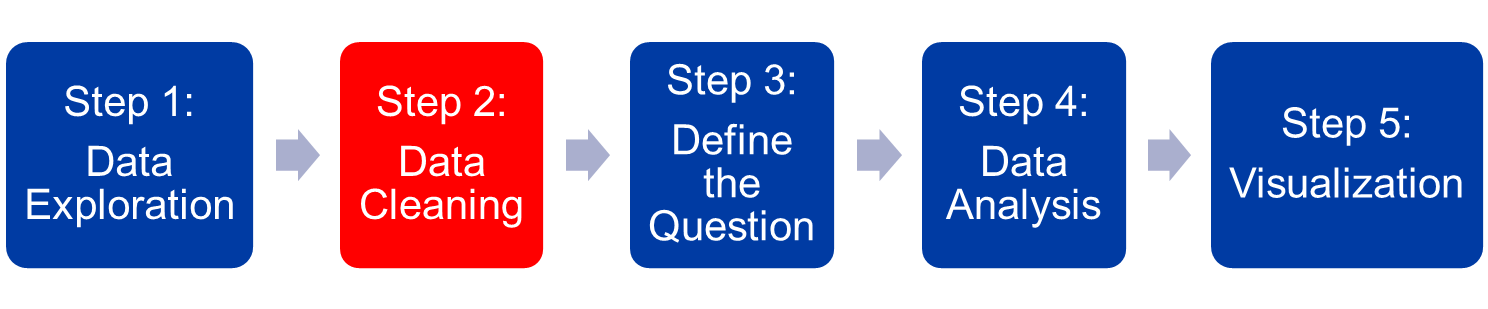 Step 1:
Data
Exploration
Step 2:
Data
Cleaning
Step 3:
Define
the
Question
Step 4:
Data
Analysis
Step 5:
Visualization